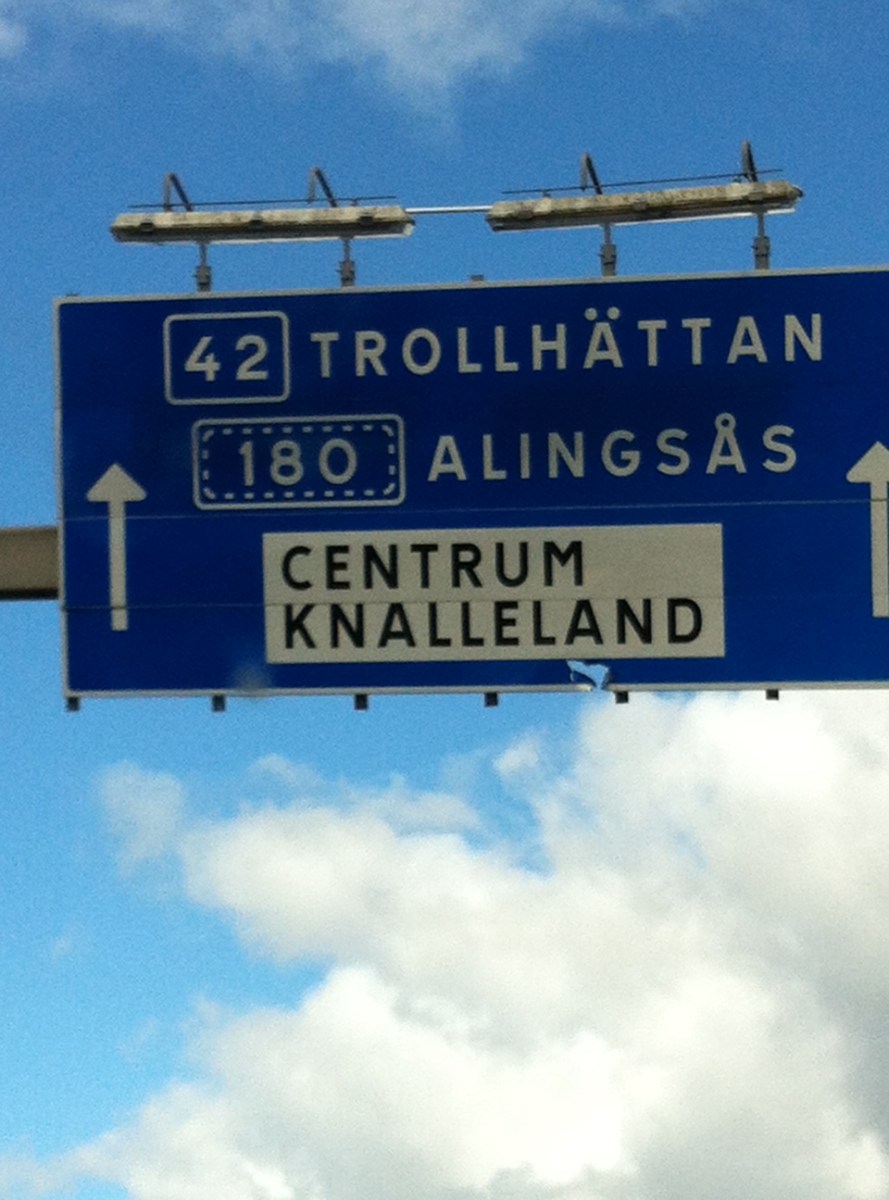 42 TROLLHÄTTAN
180 ALINGSÅS
CENTRUM
KNALLELAND